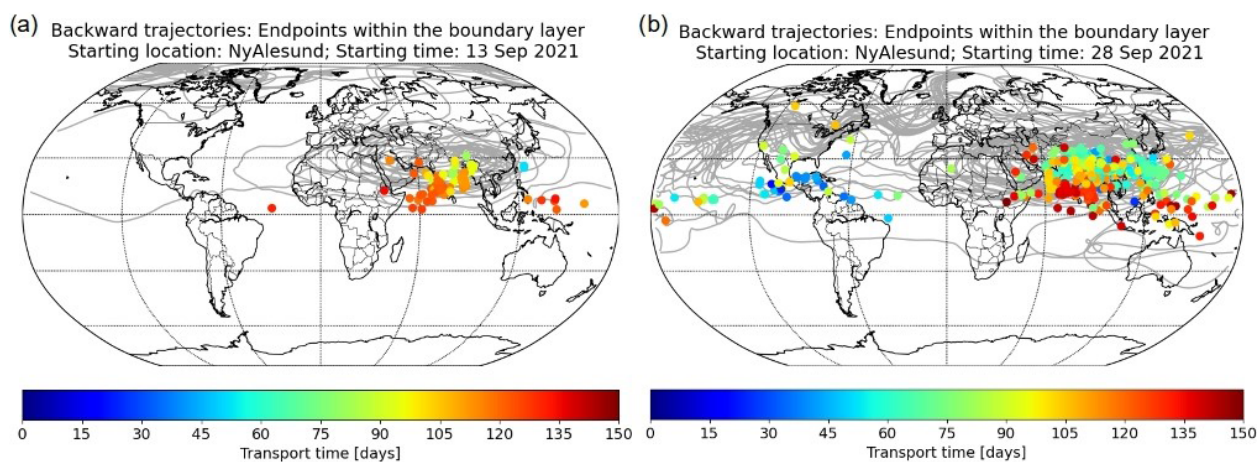 (a)
Backward trajectories: Endpoints within the boundary layer
Starting location: NyAlesund; Starting time: 13 Sep 2021
0 15 30 45 60 75 90 105 120 135 150
Transport time [days]
(b)
Backward trajectories: Endpoints within the boundary layer
Starting location: NyAlesund; Starting time: 28 Sep 2021
0 15 30 45 60 75 90 105 120 135 150
Transport time [days]